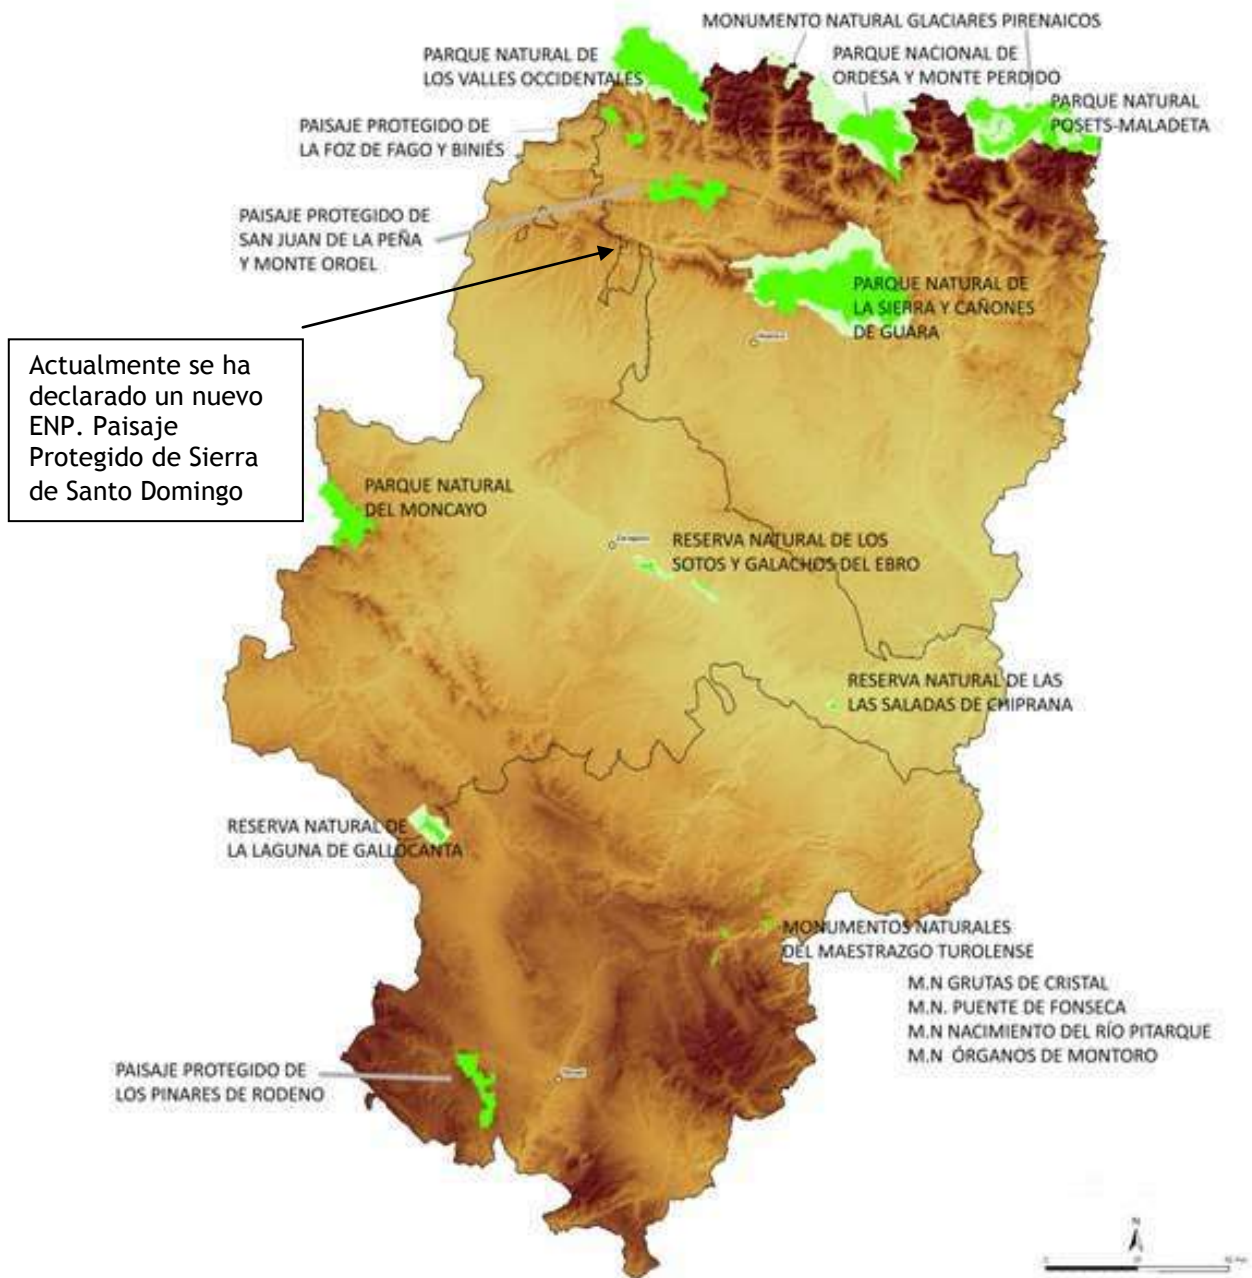 MONUMENTO NATURAL GLACIARES PIRENAICOS
PARQUE NATURAL DE
LOS VALLES OCCIDENTALES
PARQUE NACIONAL DE
ORDESA Y MONTE PERDIDO
PARQUE NATURAL
POSETS-MALADETA
PAISAJE PROTEGIDO DE
LA FOZ DE FAGO Y BINIÉS
PAISAJE PROTEGIDO DE
SAN JUAN DE LA PEÑA
Y MONTE OROEL
PARQUE NATURAL DE
LA SIERRA Y CAÑONES
DE GUARA
Actualmente se ha
declarado un nuevo
ENP. Paisaje
Protegido de Sierra
de Santo Domingo
PARQUE NATURAL
DEL MONCAYO
RESERVA NATURAL DE LOS
SOTOS Y GALACHOS DEL EBRO
RESERVA NATURAL DE LAS
LAS SALADAS DE CHIPRANA
RESERVA NATURAL DE
LA LAGUNA DE GALLOCANTA
MONUMENTOS NATURALES
DEL MAESTRAZGO TUROLENSE
M.N GRUTAS DE CRISTAL
M.N. PUENTE DE FONSECA
M.N NACIMIENTO DEL RÍO PITARQUE
M.N ÓRGANOS DE MONTORO
PAISAJE PROTEGIDO DE
LOS PINARES DE RODENO
N